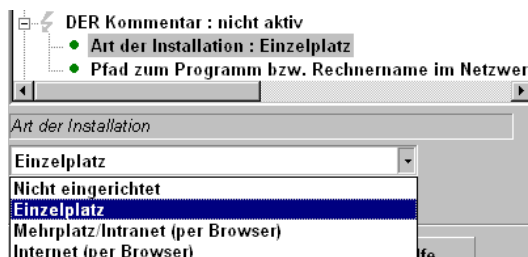 DER Kommentar : nicht aktiv
Art der Installation : Einzelplatz
Pfad zum Programm bzw. Rechnername im Netzwer
Art der Installation
Einzelplatz
Nicht eingerichtet
Einzelplatz
Mehrplatz/Intranet (per Browser)
Internet (per Browser)
lfe